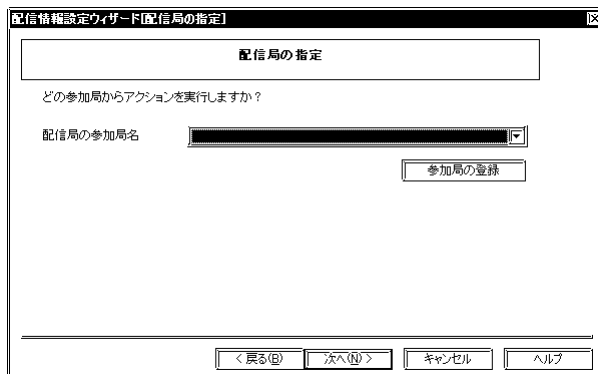 配信情報設定ウィザード[配信局の指定]
配信局の指定
どの参加局からアクションを実行しますか？
配信局の参加局名
参加局の登録
< 戻る(B) 次へ(N) > キャンセル ヘルプ